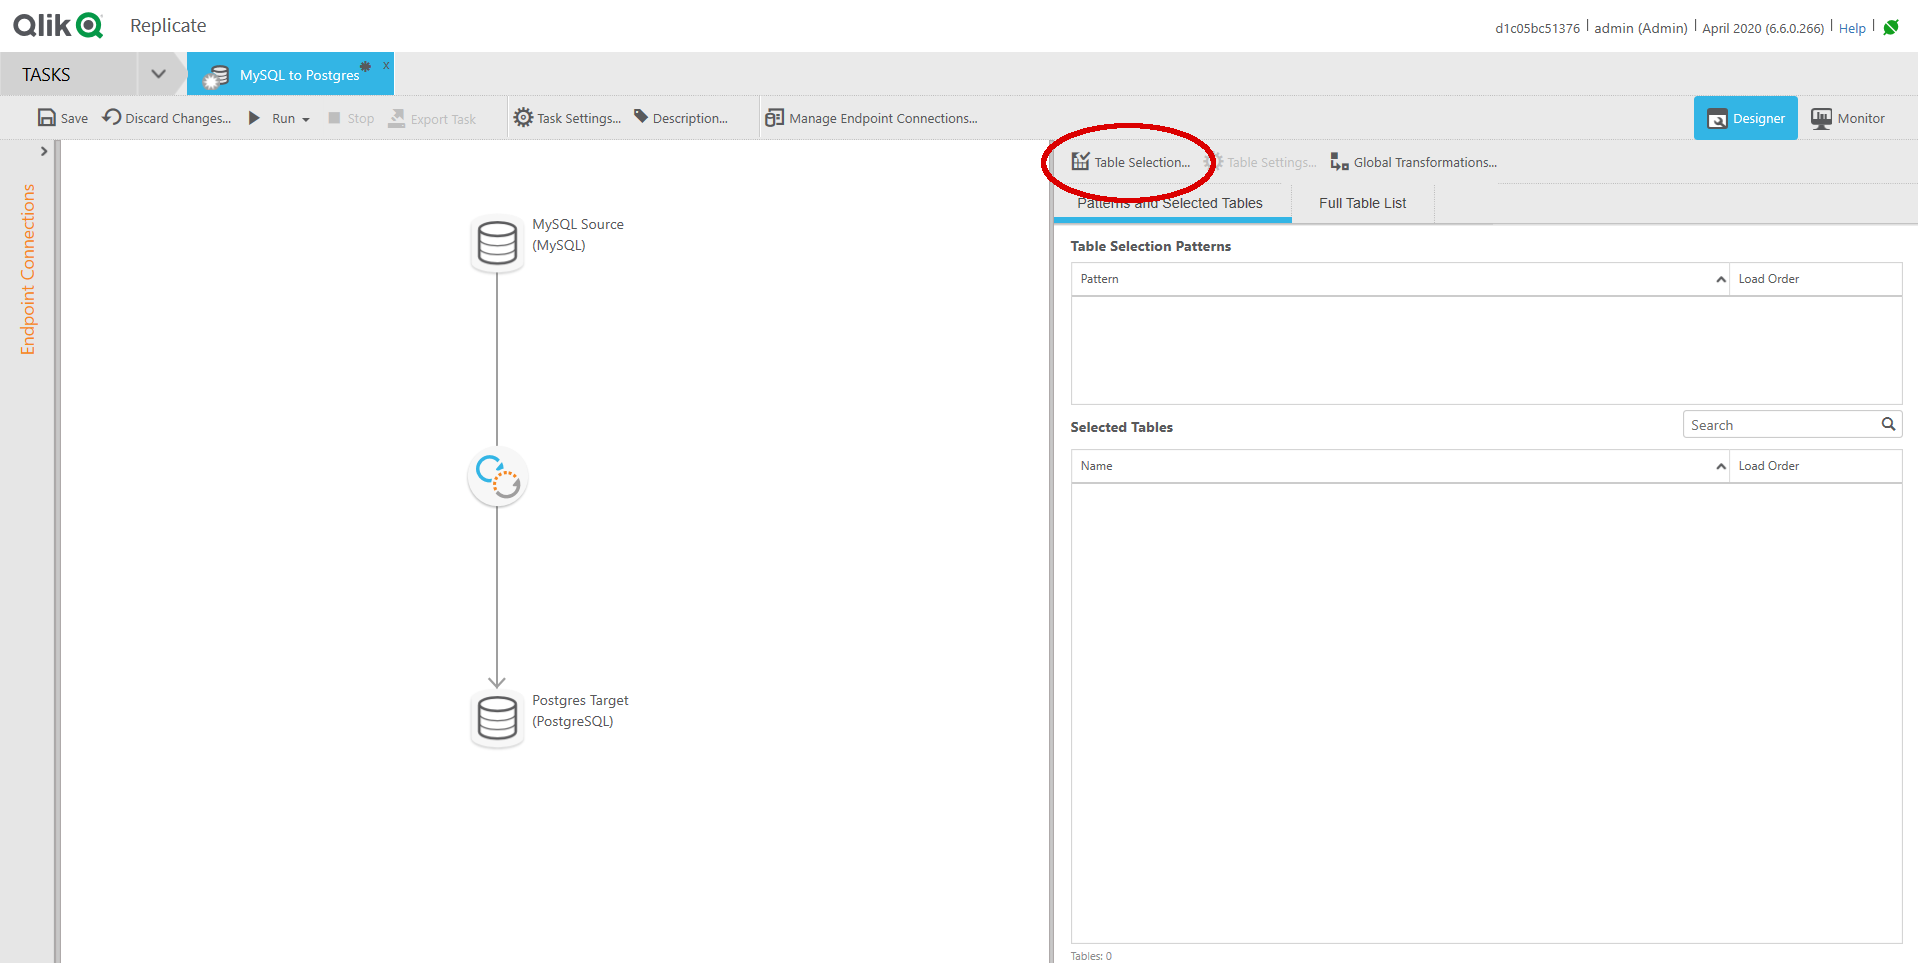 Qlik Replicate
d1c05bc51376 admin (Admin) April 2020 (6.6.0.266) Help
TASKS MySQL to Postgres x
Save Discard Changes... Run Stop Export Task Task Settings... Description... Manage Endpoint Connections... Designer Monitor
Endpoint Connections
MySQL Source
(MySQL)
Postgres Target
(PostgreSQL)
Table Selection... Table Settings... Global Transformations...
Patterns and Selected Tables Full Table List
Table Selection Patterns
Pattern Load Order
Selected Tables Search
Name Load Order
Tables: 0